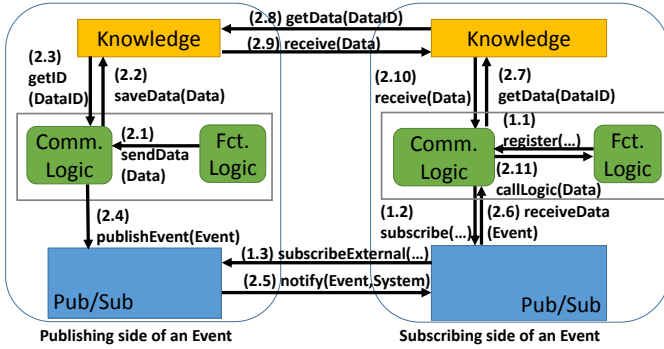 (2.8) getData(DataID)
Knowledge
(2.9) receive(Data)
Knowledge
(2.3)
getID
(DataID)
(2.2)
saveData(Data)
(2.10)
receive(Data)
(2.7)
getData(DataID)
Comm.
Logic
(2.1)
sendData
(Data)
Fct.
Logic
Comm.
Logic
(1.1)
register(...)
(2.11)
callLogic(Data)
Fct.
Logic
(2.4)
publishEvent(Event)
(1.2)
subscribe(...)
(2.6) receiveData
(Event)
(1.3) subscribeExternal(...)
(2.5) notify(Event,System)
Pub/Sub
Pub/Sub
Publishing side of an Event
Subscribing side of an Event